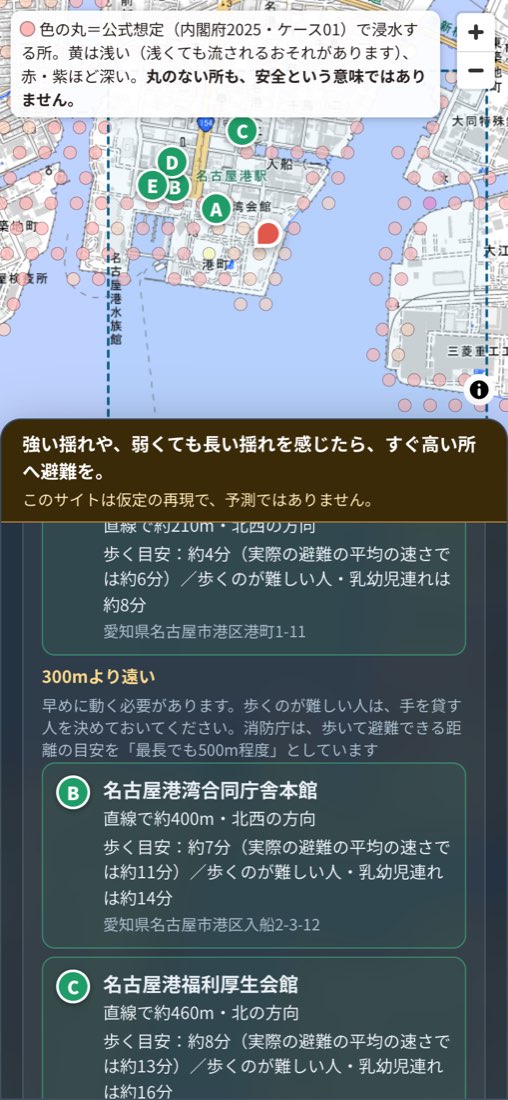 色の丸＝公式想定（内閣府2025・ケース01）で浸水す
る所。黄は浅い（浅くても流されるおそれがあります）、
赤・紫ほど深い。丸のない所も、安全という意味ではあり
ません。
+
−
大同特殊
154
C
入船
D
名古屋港駅
E
B
A
湾会館
港町
築地町
大江
屋検疫所
名古屋港水族館
三菱重工
i
強い揺れや、弱くても長い揺れを感じたら、すぐ高い所
へ避難を。
このサイトは仮定の再現で、予測ではありません。
直線で約210m・北西の方向
歩く目安：約4分（実際の避難の平均の速さで
は約6分）／歩くのが難しい人・乳幼児連れは
約8分
愛知県名古屋市港区港町1-11
300mより遠い
早めに動く必要があります。歩くのが難しい人は、手を貸す
人を決めておいてください。消防庁は、歩いて避難できる距
離の目安を「最長でも500m程度」としています
B
名古屋港湾合同庁舎本館
直線で約400m・北西の方向
歩く目安：約7分（実際の避難の平均の速さで
は約11分）／歩くのが難しい人・乳幼児連れ
は約14分
愛知県名古屋市港区入船2-3-12
C
名古屋港福利厚生会館
直線で約460m・北の方向
歩く目安：約8分（実際の避難の平均の速さで
は約13分）／歩くのが難しい人・乳幼児連れ
は約16分